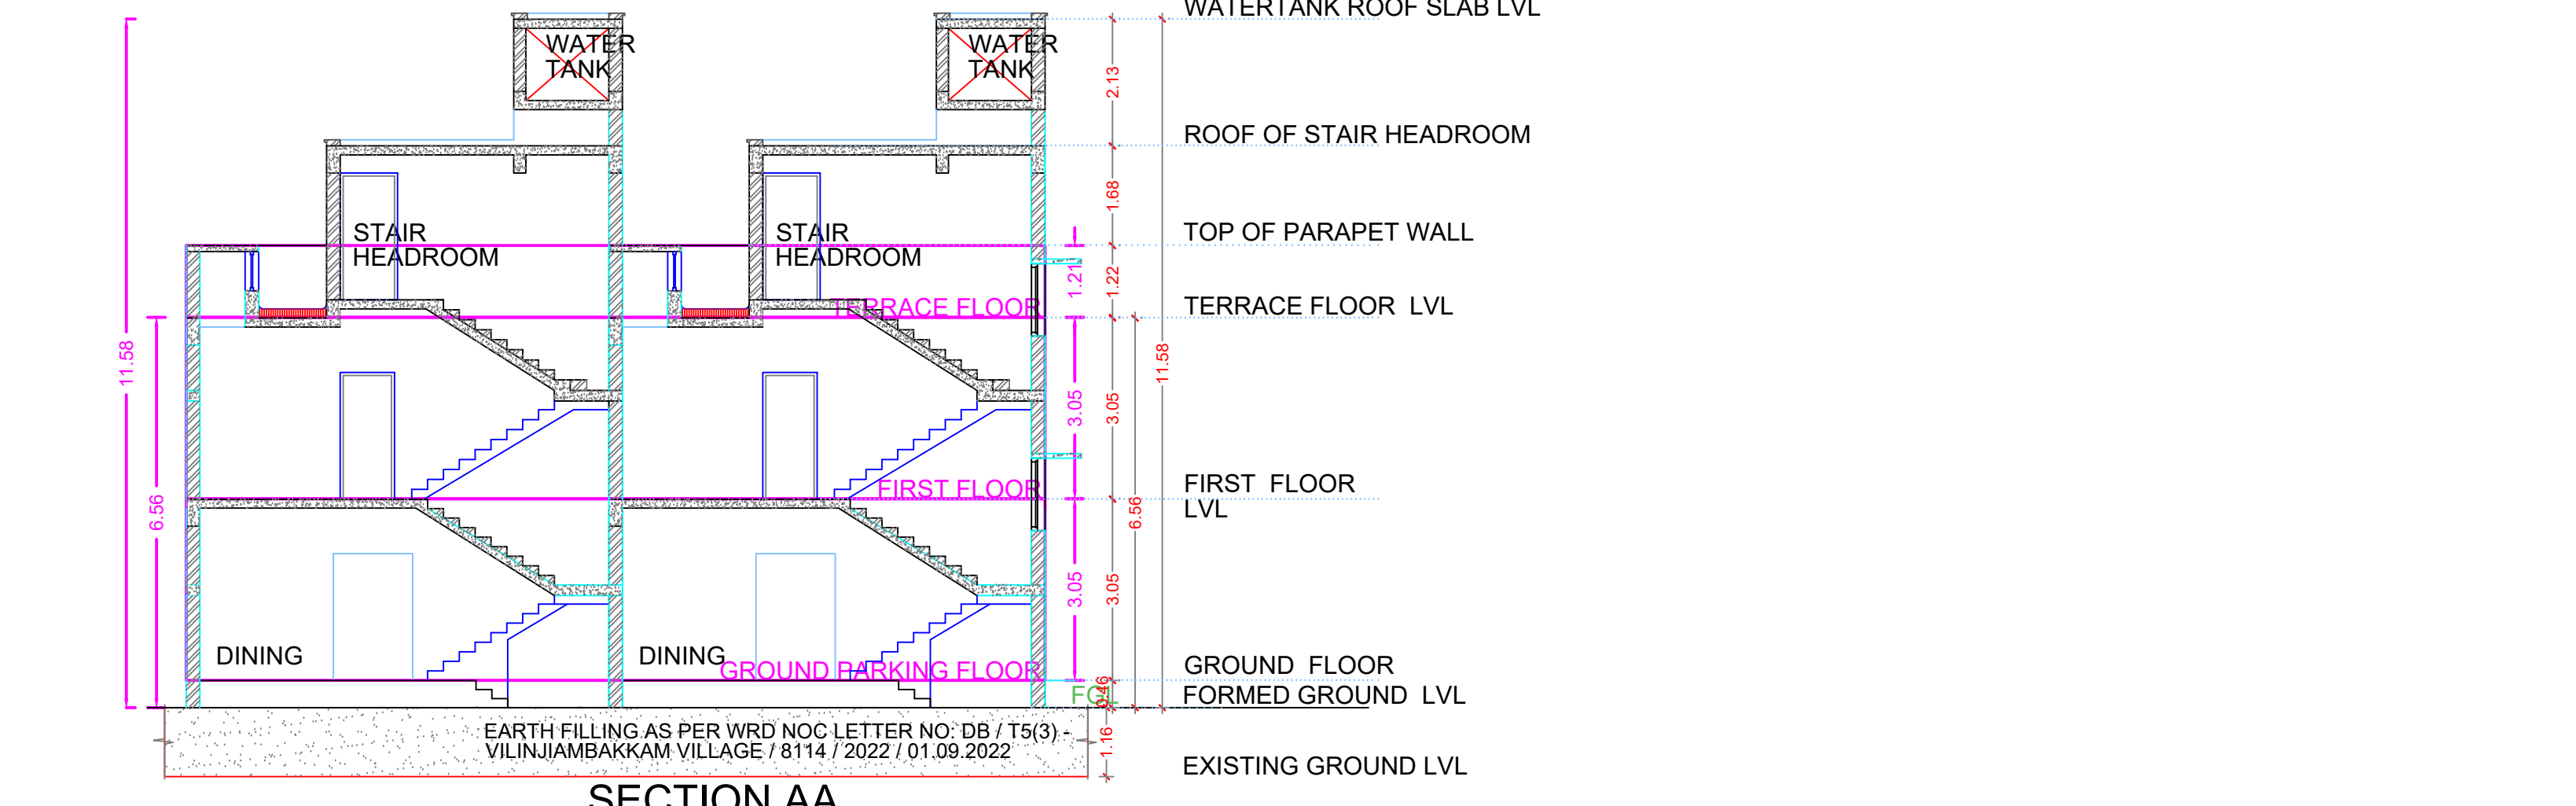 WATERTANK ROOF SLAB LVL
WATER
TANK
WATER
TANK
2.13
ROOF OF STAIR HEADROOM
1.68
STAIR
HEADROOM
STAIR
HEADROOM
TOP OF PARAPET WALL
1.21
1.22
TERRACE FLOOR
TERRACE FLOOR LVL
11.58
11.58
3.05
3.05
6.56
6.56
FIRST FLOOR
FIRST FLOOR
LVL
3.05
3.05
DINING
DINING
GROUND PARKING FLOOR
GROUND FLOOR
0.46
FGL
FORMED GROUND LVL
EARTH FILLING AS PER WRD NOC LETTER NO: DB / T5(3) -
VILINJIAMBAKKAM VILLAGE / 8114 / 2022 / 01.09.2022
1.16
EXISTING GROUND LVL
SECTION AA